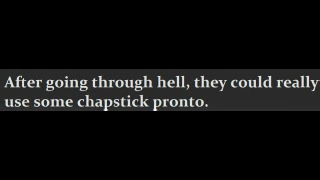 After going through hell, they could really
use some chapstick pronto.